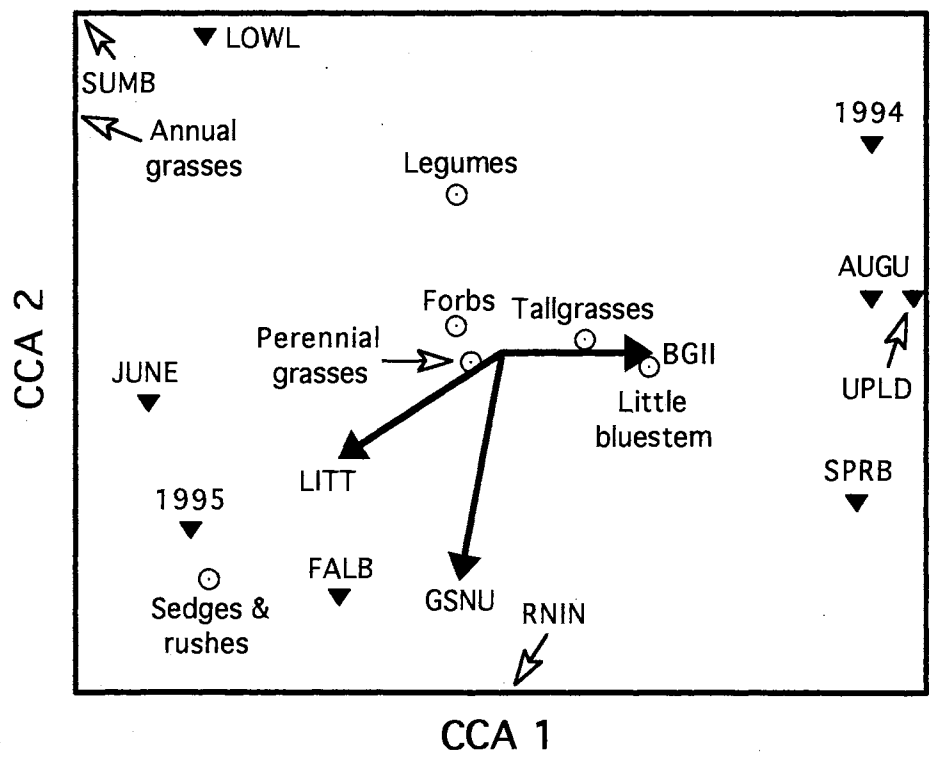 LOWL
SUMB
Annual
grasses
1994
Legumes
AUGU
Forbs
Tallgrasses
Perennial
grasses
BGII
JUNE
UPLD
Little
bluestem
LITT
SPRB
1995
FALB
GSNU
RNIN
Sedges &
rushes
CCA 2
CCA 1